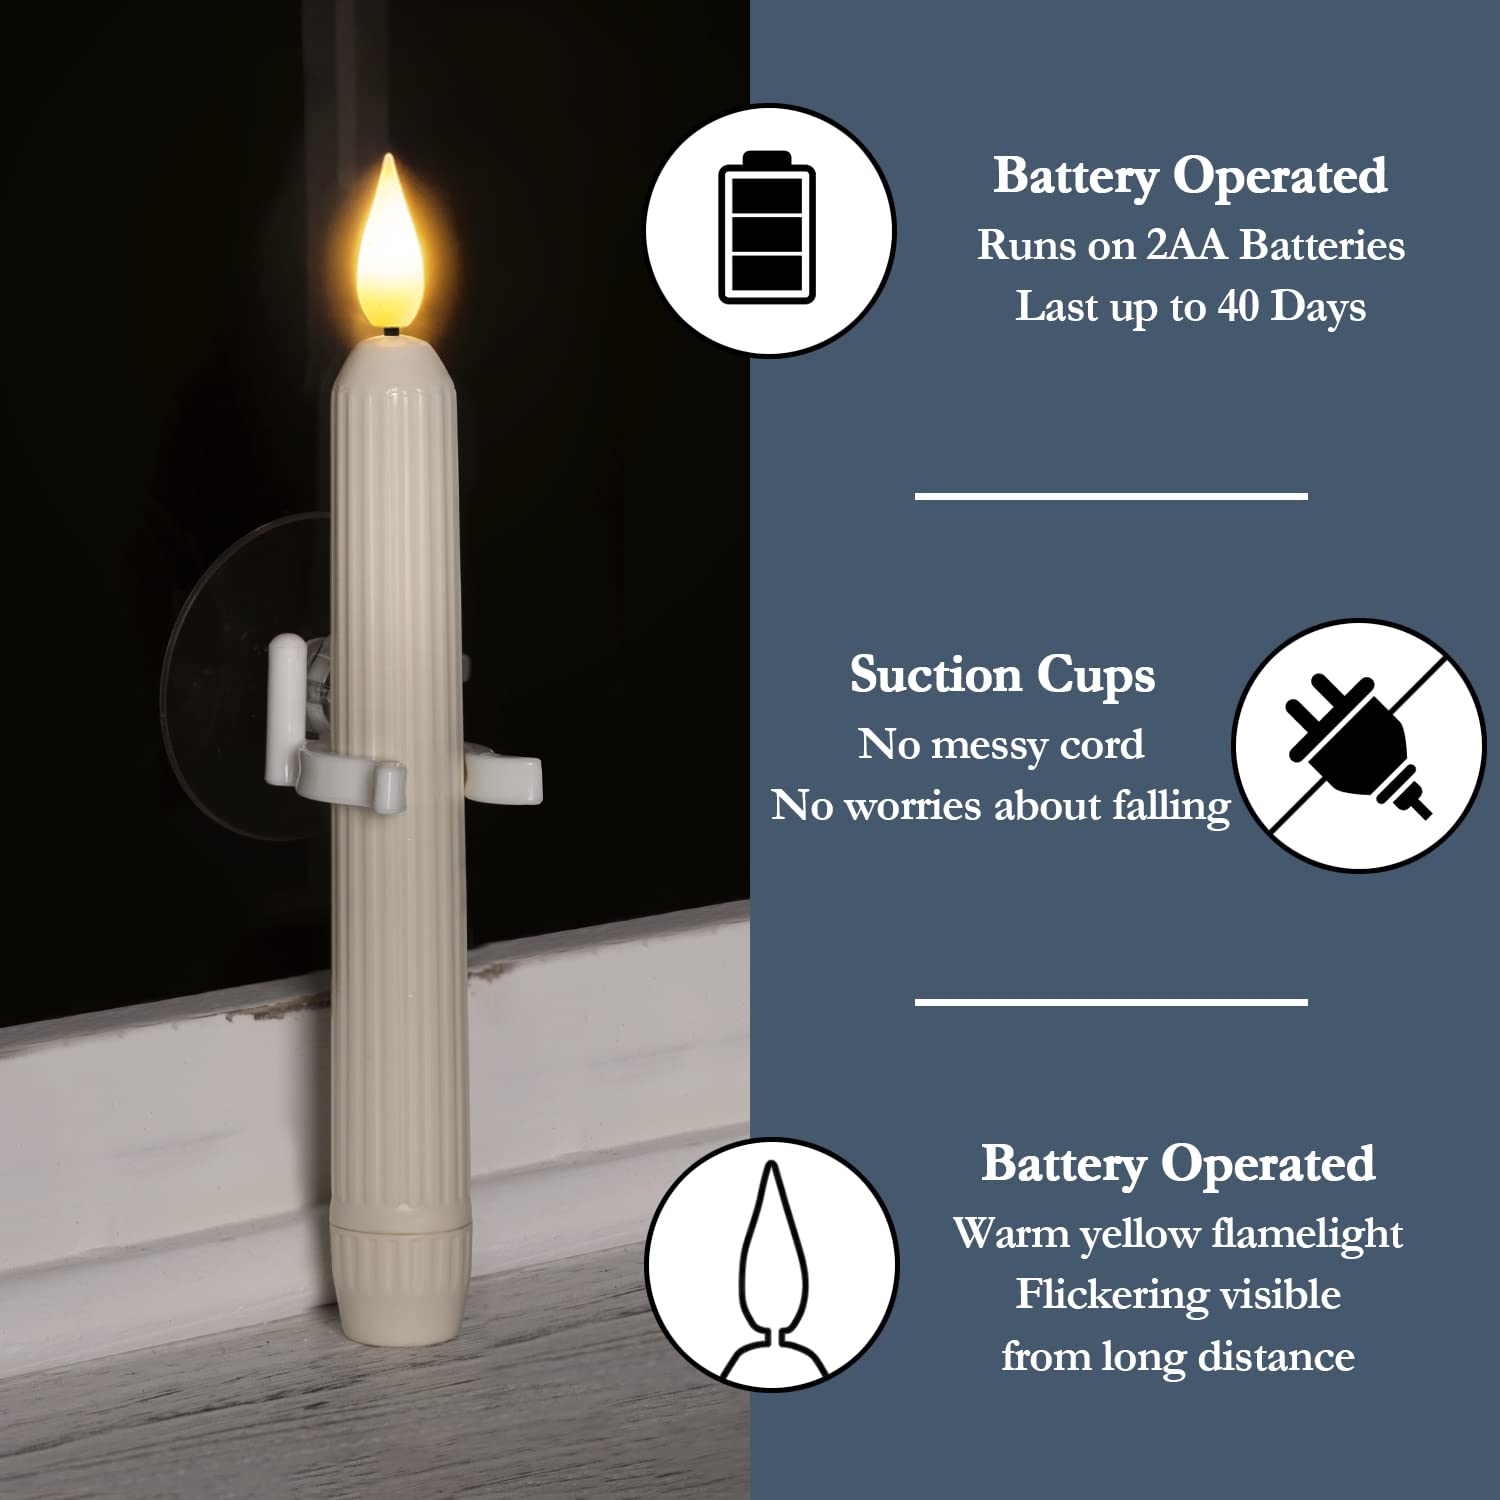 Battery Operated
Runs on 2AA Batteries
Last up to 40 Days
Suction Cups
No messy cord
No worries about falling
Battery Operated
Warm yellow flamelight
Flickering visible
from long distance